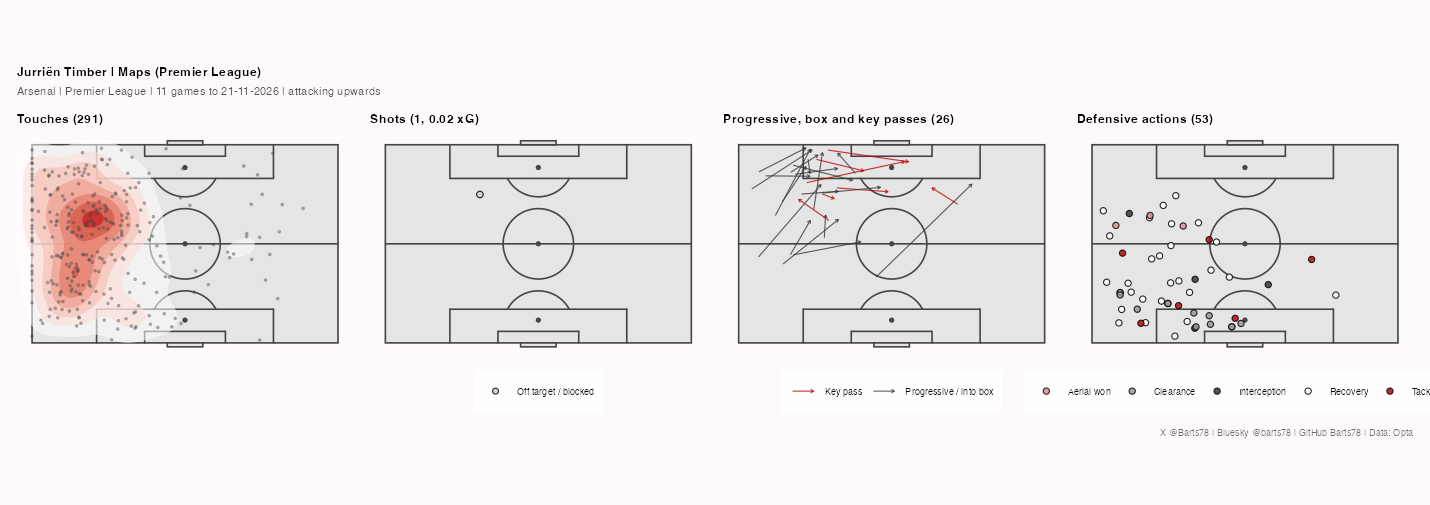 Jurriën Timber | Maps (Premier League)
Arsenal | Premier League | 11 games to 21-11-2026 | attacking upwards
Touches (291)
Shots (1, 0.02 xG)
Progressive, box and key passes (26)
Defensive actions (53)
Off target / blocked
Key pass
Progressive / into box
Aerial won
Clearance
Interception
Recovery
Tack
X @Barts78 | Bluesky @barts78 | GitHub Barts78 | Data: Opta